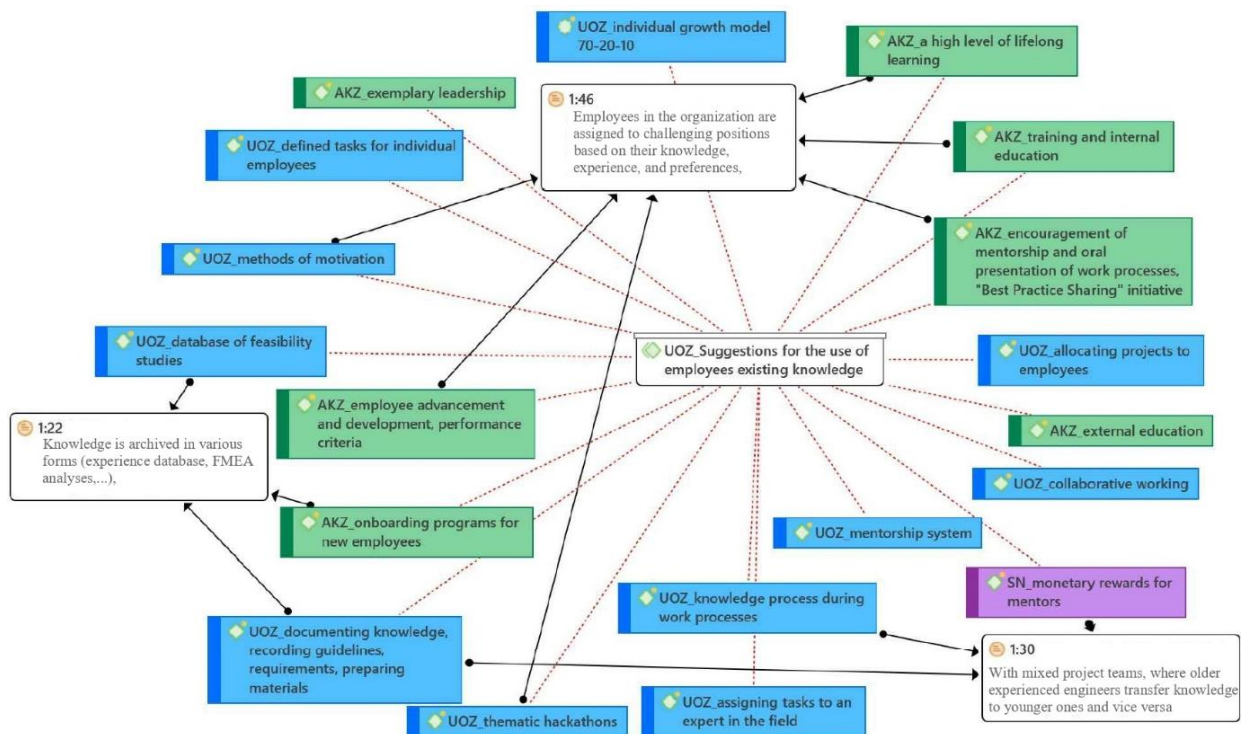 UOZ_individual growth model
70-20-10
AKZ_a high level of lifelong
learning
AKZ_exemplary leadership
1:46
Employees in the organization are
assigned to challenging positions
based on their knowledge,
experience, and preferences,
UOZ_defined tasks for individual
employees
AKZ_training and internal
education
UOZ_methods of motivation
AKZ_encouragement of
mentorship and oral
presentation of work processes,
"Best Practice Sharing" initiative
UOZ_database of feasibility
studies
UOZ_Suggestions for the use of
employees existing knowledge
UOZ_allocating projects to
employees
AKZ_employee advancement
and development, performance
criteria
1:22
Knowledge is archived in various
forms (experience database, FMEA
analyses,...),
AKZ_external education
UOZ_collaborative working
AKZ_onboarding programs for
new employees
UOZ_mentorship system
SN_monetary rewards for
mentors
UOZ_knowledge process during
work processes
UOZ_documenting knowledge,
recording guidelines,
requirements, preparing
materials
1:30
With mixed project teams, where older
experienced engineers transfer knowledge
to younger ones and vice versa
UOZ_thematic hackathons
UOZ_assigning tasks to an
expert in the field